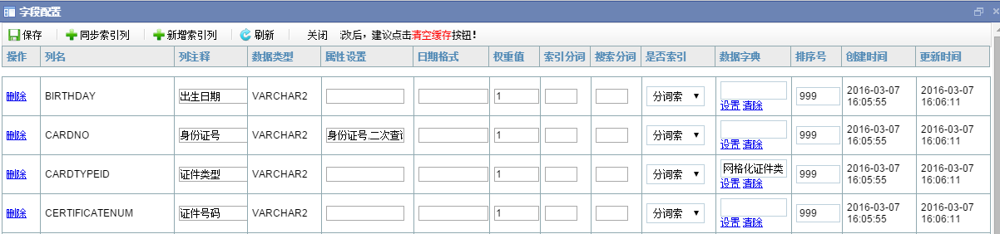 字段配置
保存 同步索引列 新增索引列 刷新 关闭 改后，建议点击清空缓存按钮！
操作 列名 列注释 数据类型 属性设置 日期格式 权重值 索引分词 搜索分词 是否索引 数据字典 排序号 创建时间 更新时间
删除 BIRTHDAY 出生日期 VARCHAR2 1 分词索 设置 清除 999 2016-03-07 16:05:55 2016-03-07 16:06:11
删除 CARDNO 身份证号 VARCHAR2 身份证号,二次查 1 分词索 设置 清除 999 2016-03-07 16:05:55 2016-03-07 16:06:11
删除 CARDTYPEID 证件类型 VARCHAR2 1 分词索 网格化证件类 设置 清除 999 2016-03-07 16:05:55 2016-03-07 16:06:11
删除 CERTIFICATENUM 证件号码 VARCHAR2 1 分词索 设置 清除 999 2016-03-07 16:05:55 2016-03-07 16:06:11